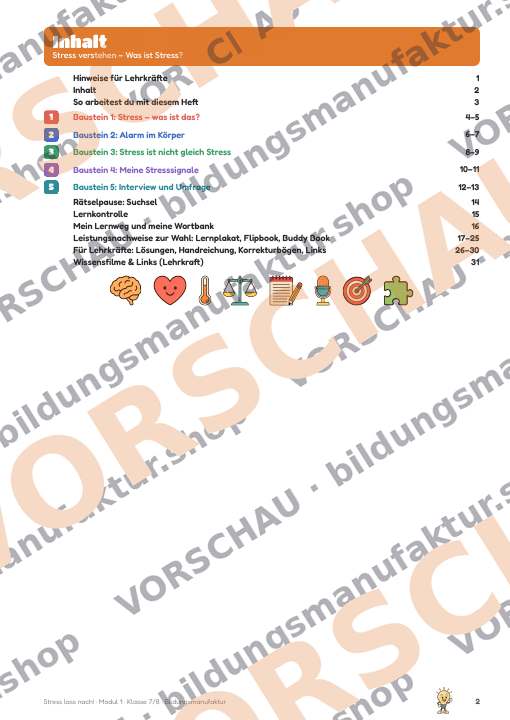 Inhalt
Stress verstehen – Was ist Stress?
Hinweise für Lehrkräfte 1
Inhalt 2
So arbeitest du mit diesem Heft 3
1 Baustein 1: Stress – was ist das? 4–5
2 Baustein 2: Alarm im Körper 6–7
3 Baustein 3: Stress ist nicht gleich Stress 8–9
4 Baustein 4: Meine Stresssignale 10–11
5 Baustein 5: Interview und Umfrage 12–13
Rätselpause: Suchsel 14
Lernkontrolle 15
Mein Lernweg und meine Wortbank 16
Leistungsnachweise zur Wahl: Lernplakat, Flipbook, Buddy Book 17–25
Für Lehrkräfte: Lösungen, Handreichung, Korrekturbögen, Links 26–30
Wissensfilme & Links (Lehrkraft) 31
VORSCHAU · bildungsmanufaktur.shop
VORSCHAU
Stress lass nach! · Modul 1 · Klasse 7/8 · Bildungsmanufaktur 2